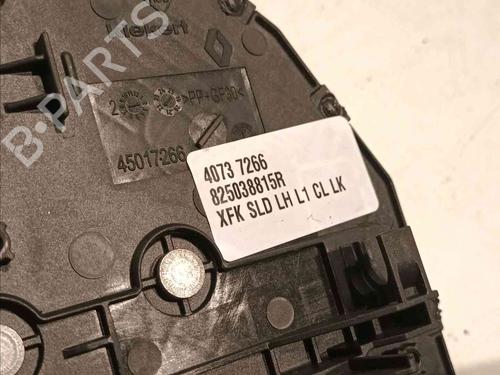 B-PARTS
>PP+GF30<
45017266
4073 7266
825038815R
XFK SLD LH L1 CL LK